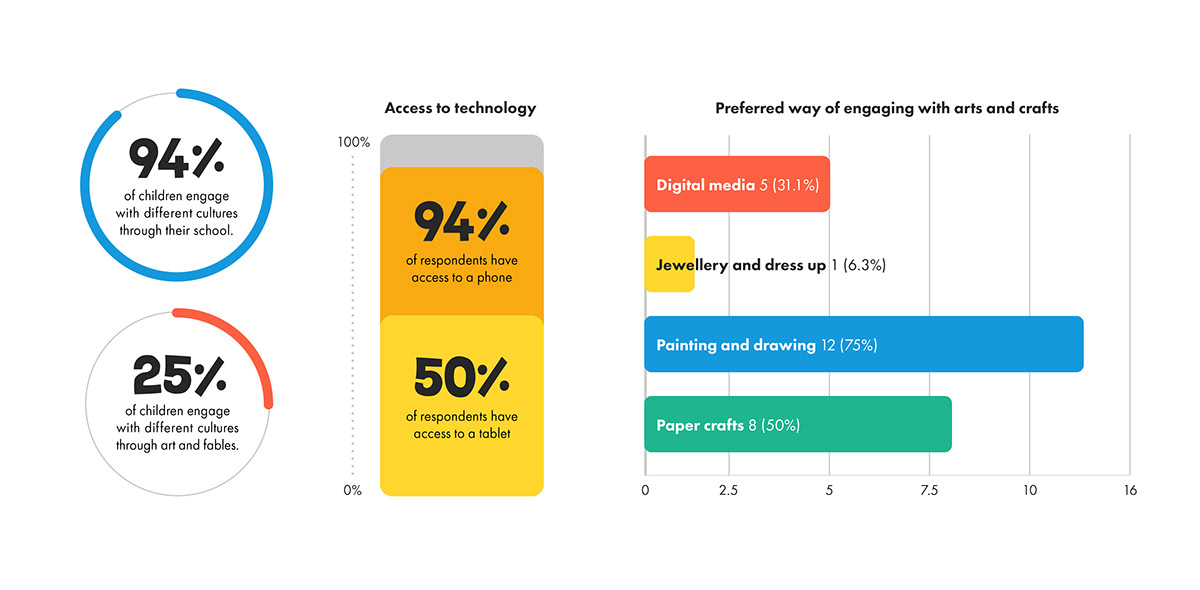 94%
of children engage
with different cultures
through their school.
25%
of children engage
with different cultures
through art and fables.
Access to technology
100%
94%
of respondents have
access to a phone
50%
of respondents have
access to a tablet
0%
Preferred way of engaging with arts and crafts
Digital media 5 (31.1%)
Jewellery and dress up 1 (6.3%)
Painting and drawing 12 (75%)
Paper crafts 8 (50%)
0 2.5 5 7.5 10 16